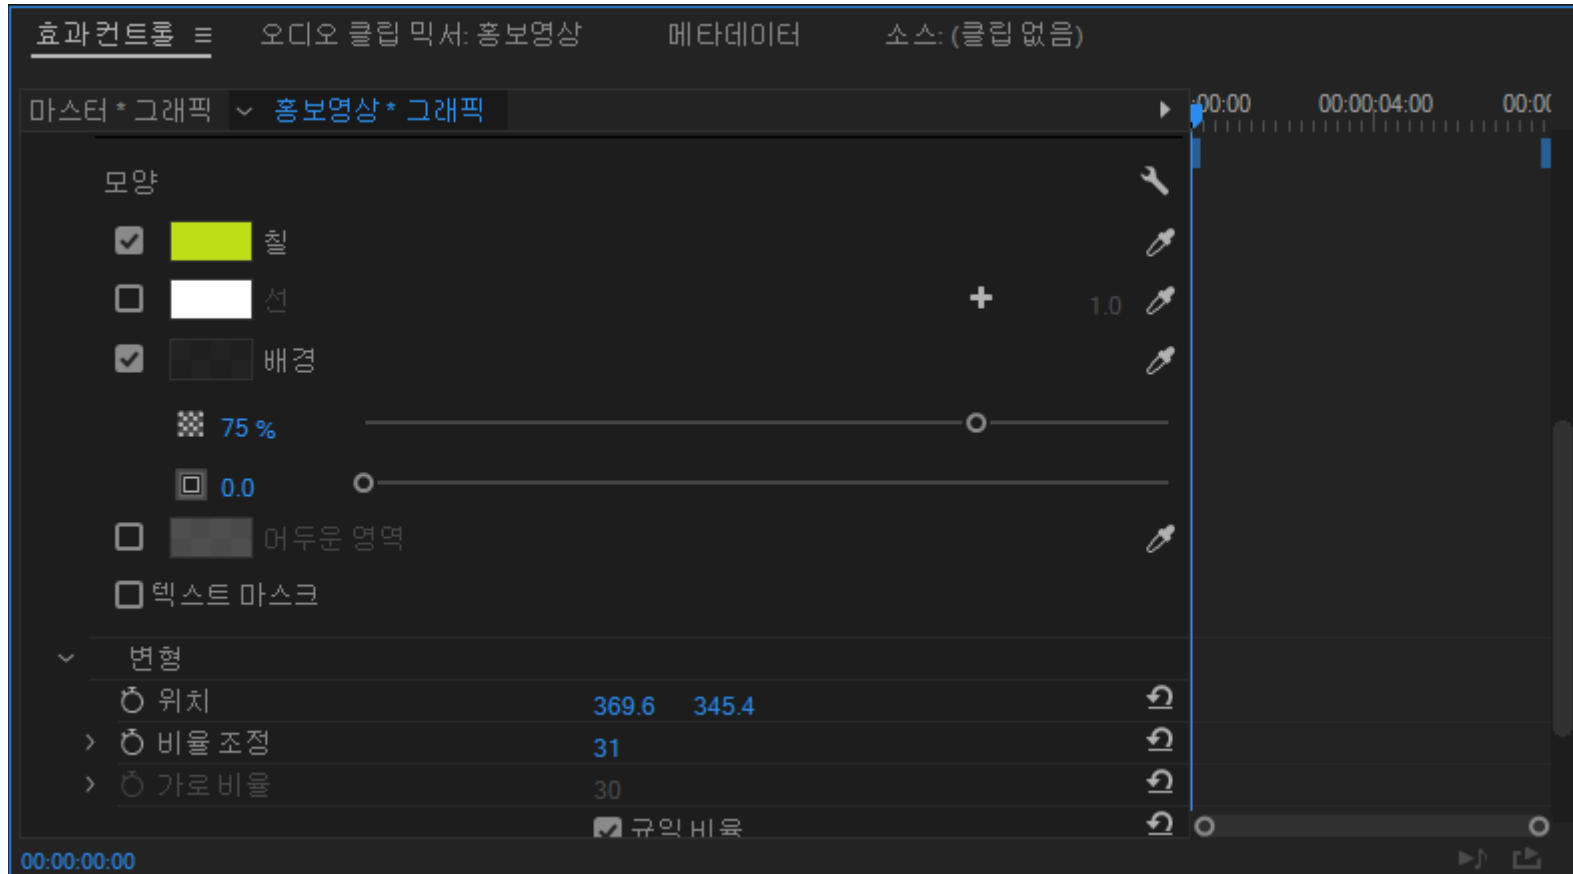 효과 컨트롤 ≡ 오디오 클립 믹서: 홍보영상 메타데이터 소스: (클립 없음)
마스터 * 그래픽 홍보영상 * 그래픽 :00:00 00:00:04:00 00:0(
모양
칠
선 1.0
배경
75 %
0.0
어두운 영역
텍스트 마스크
변형
위치 369.6 345.4
비율 조정 31
가로 비율 30
균일 비율
00:00:00:00